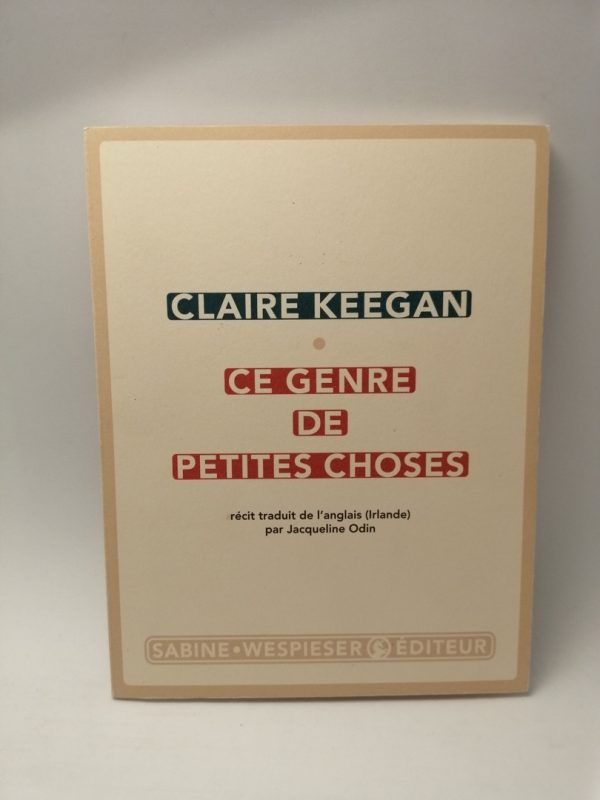 CLAIRE KEEGAN
CE GENRE
DE
PETITES CHOSES
récit traduit de l'anglais (Irlande)
par Jacqueline Odin
SABINE • WESPIESER ÉDITEUR